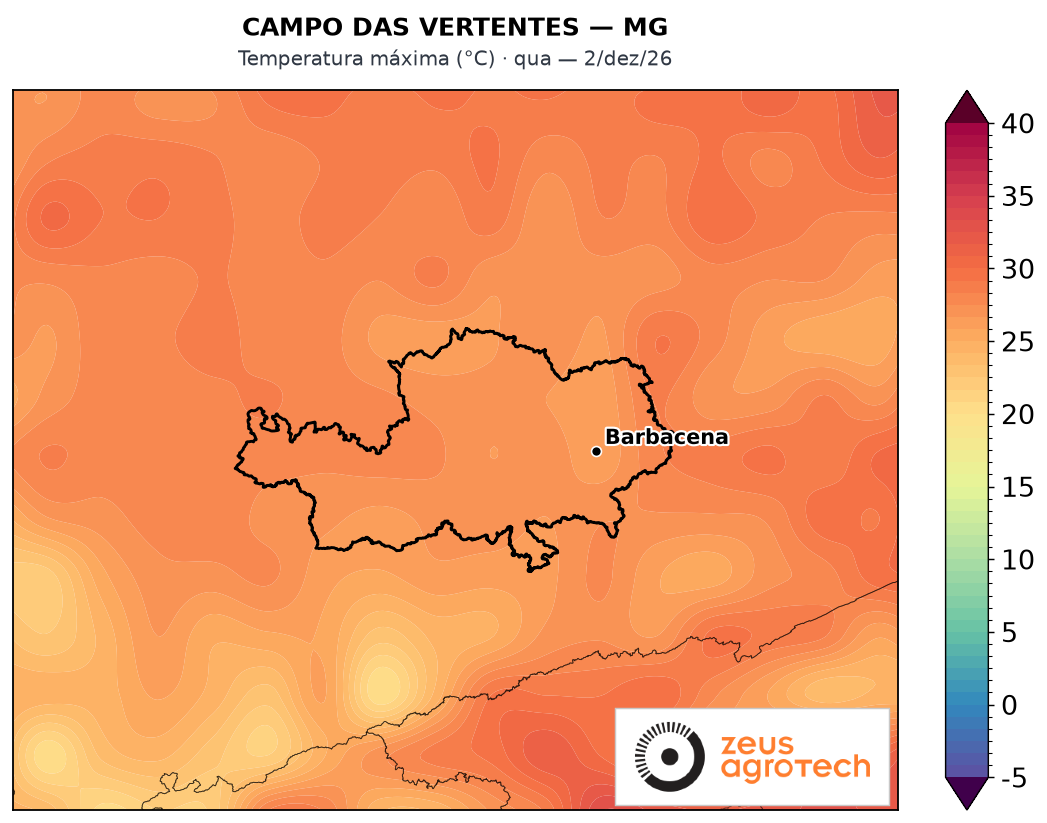 CAMPO DAS VERTENTES — MG
Temperatura máxima (°C) · qua — 2/dez/26
40
35
30
25
20
15
10
5
0
-5
Barbacena
zeus
agrotech